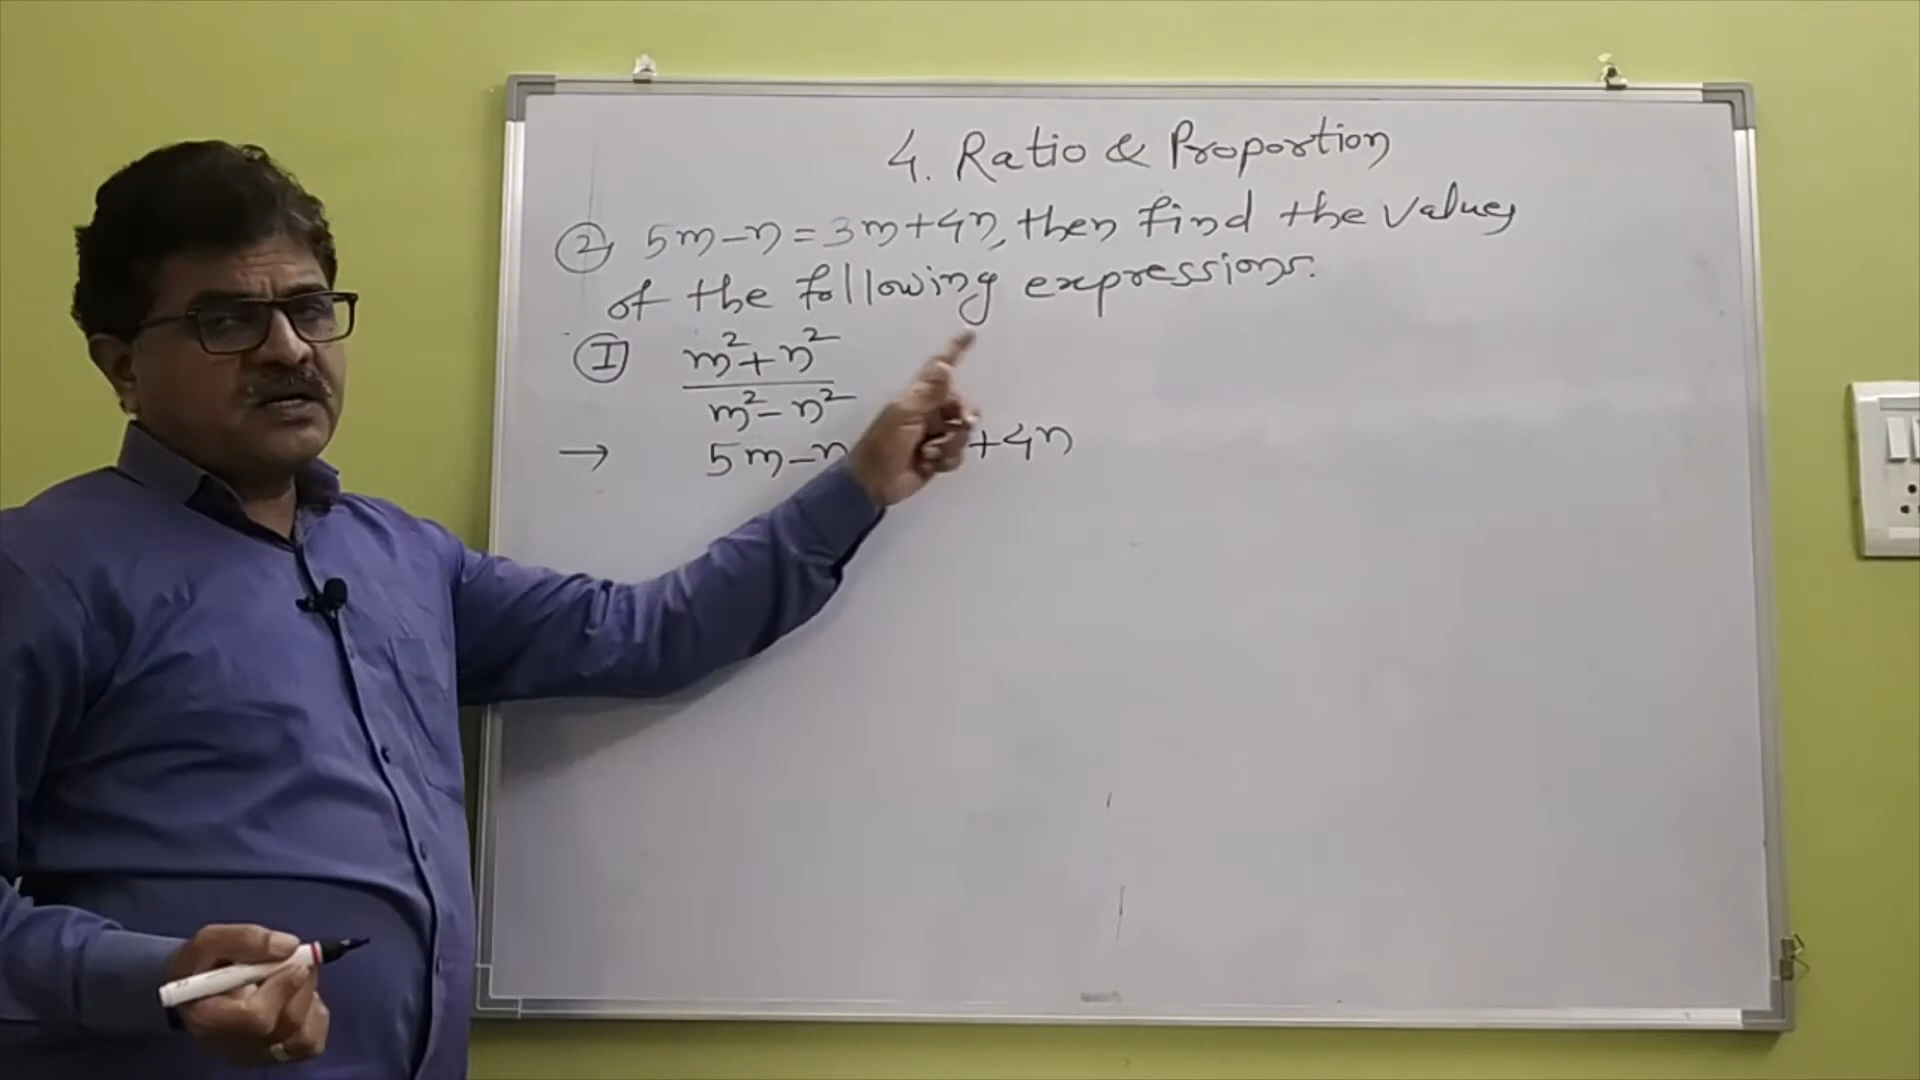 4. Ratio & Proportion
② 5m-n=3m+4n, then find the values
of the following expressions.
Ⓘ m²+n²
m²-n²
→ 5m-n +4n